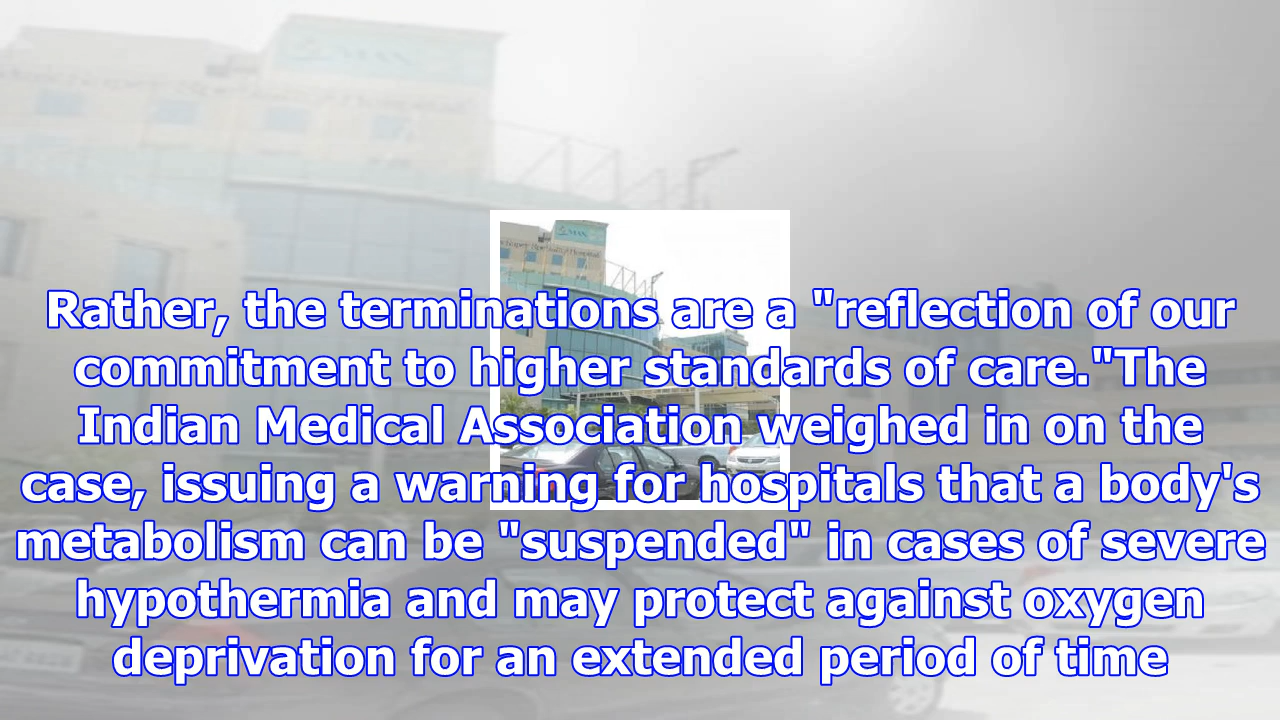 MAX
Rather, the terminations are a "reflection of our
commitment to higher standards of care."The
Indian Medical Association weighed in on the
case, issuing a warning for hospitals that a body's
metabolism can be "suspended" in cases of severe
hypothermia and may protect against oxygen
deprivation for an extended period of time